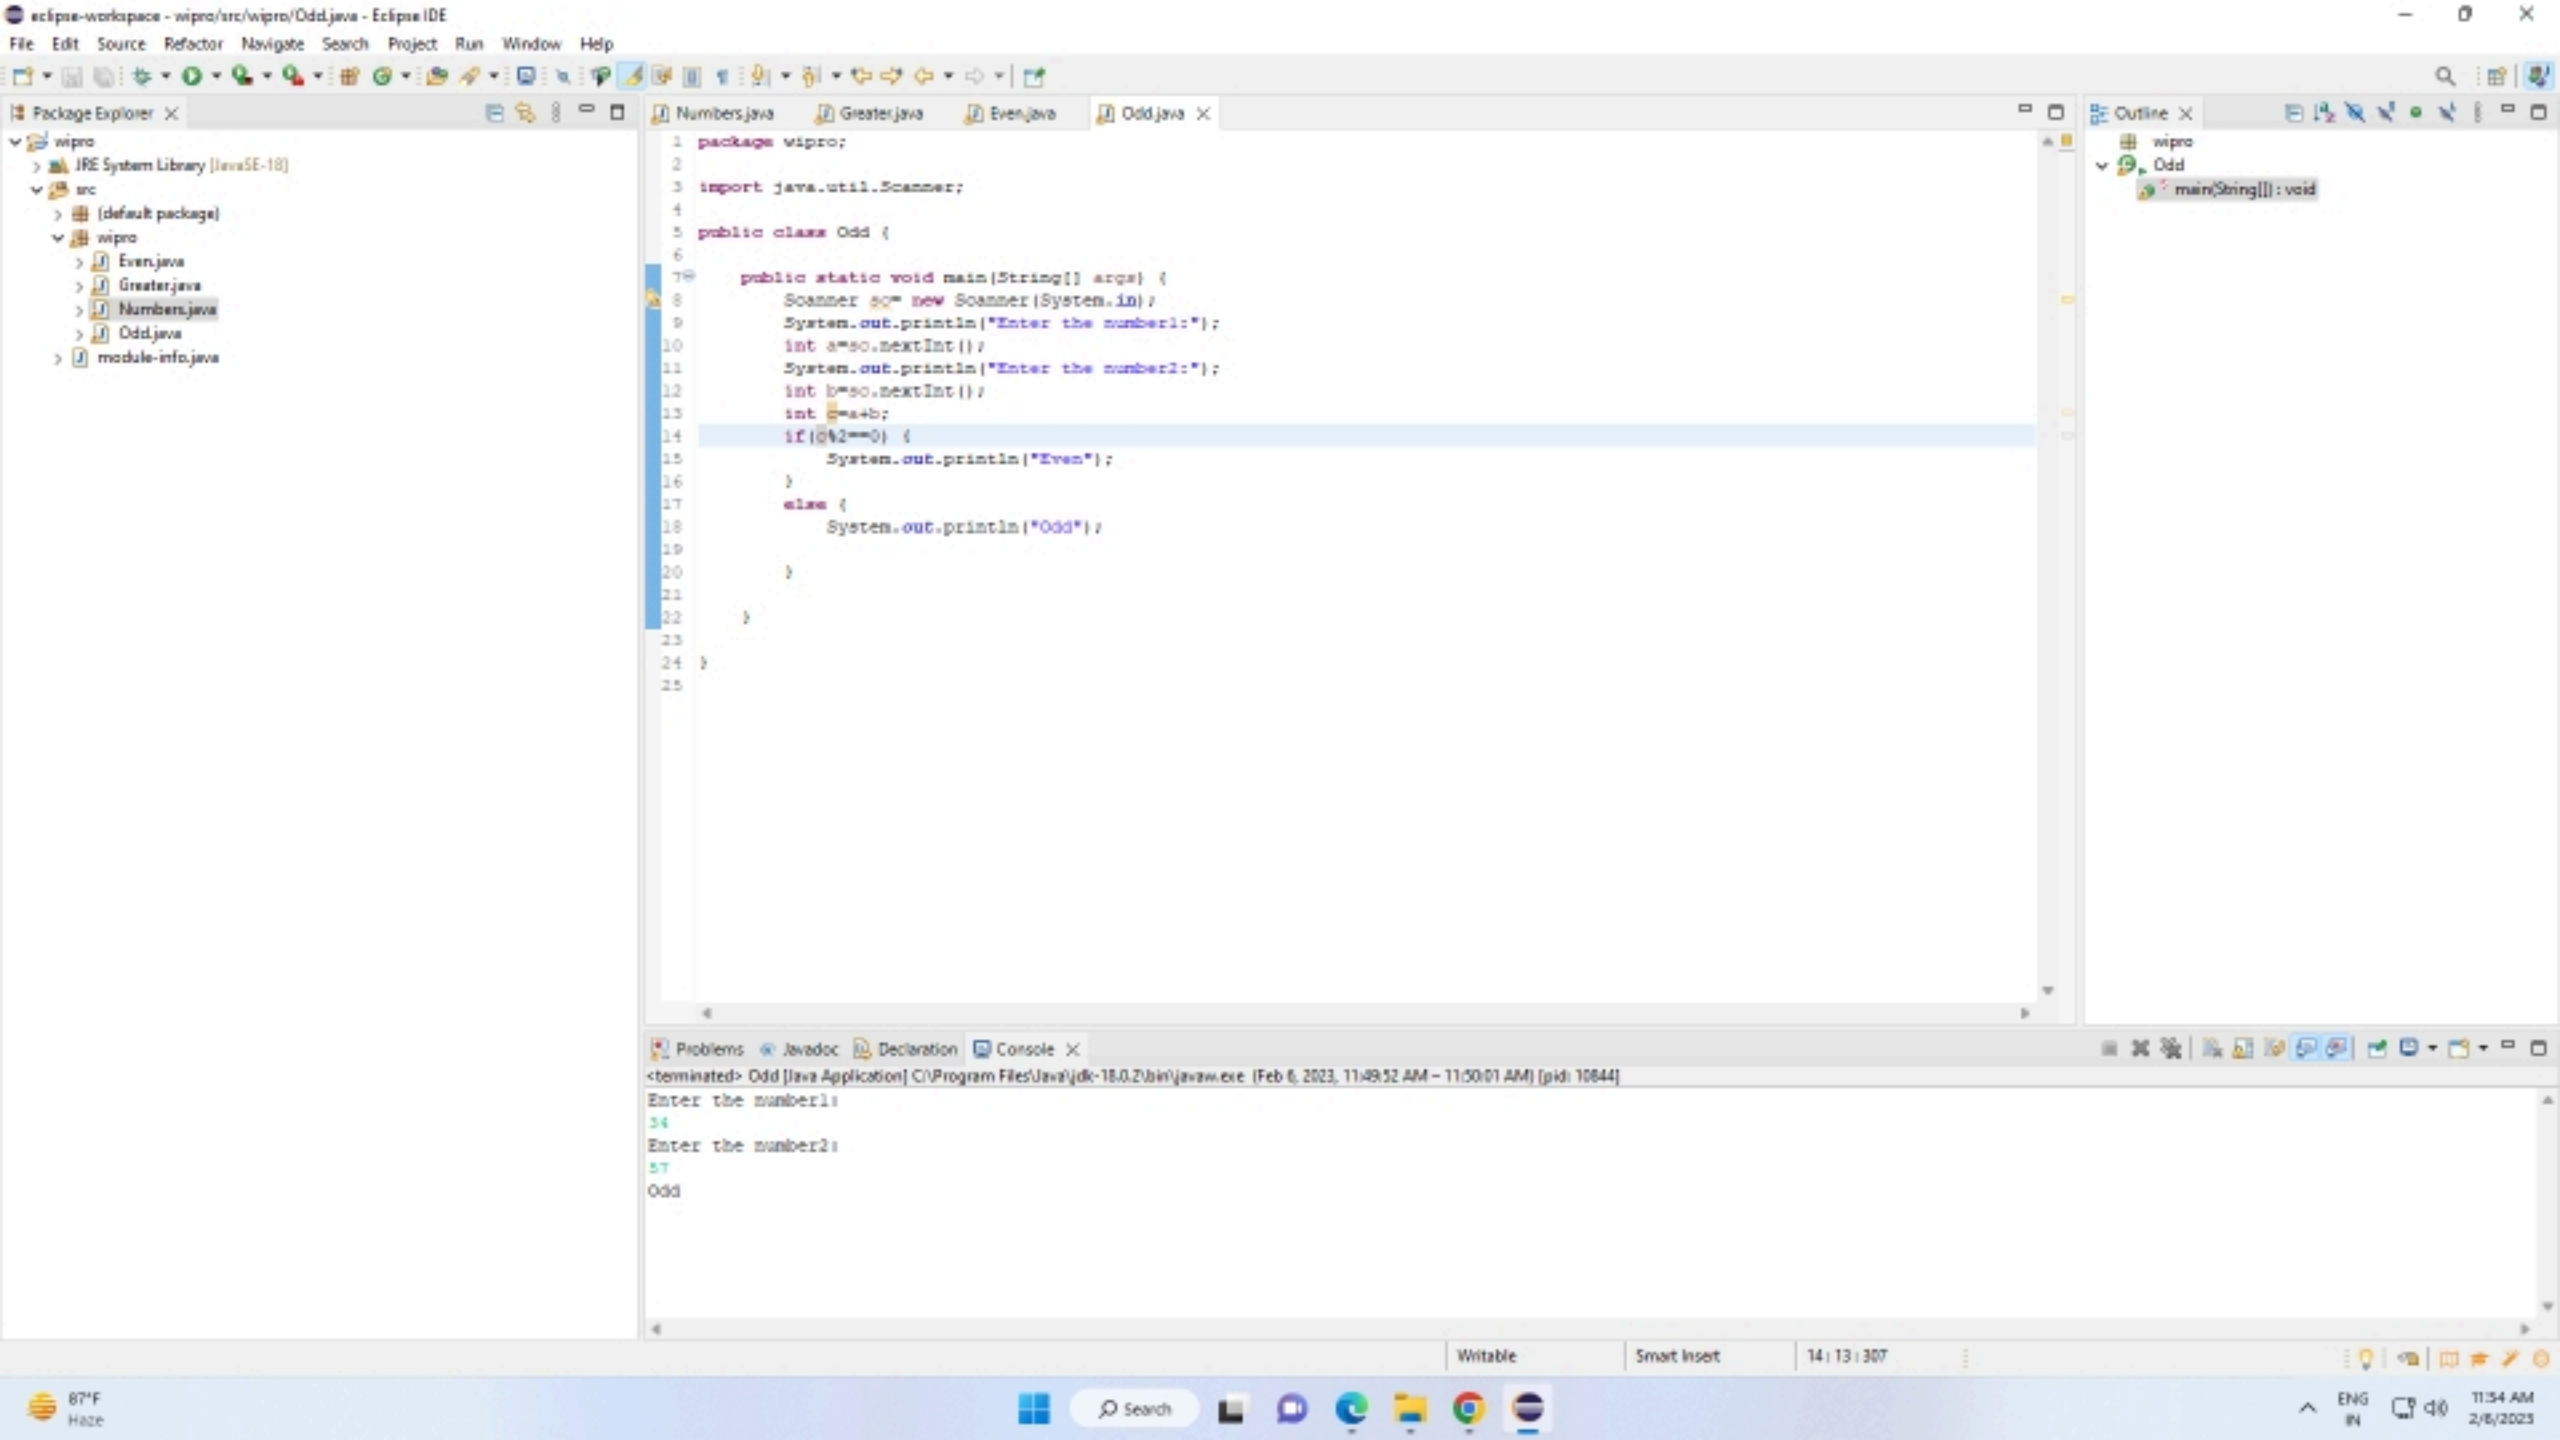 eclipse-workspace - wipro/src/wipro/Odd.java - Eclipse IDE
File Edit Source Refactor Navigate Search Project Run Window Help
Package Explorer
wipro
JRE System Library [JavaSE-18]
src
(default package)
wipro
Even.java
Greater.java
Numbers.java
Odd.java
module-info.java
Numbers.java Greater.java Even.java Odd.java
1 package wipro;
2
3 import java.util.Scanner;
4
5 public class Odd {
6
7 public static void main(String[] args) {
8 Scanner sc= new Scanner(System.in);
9 System.out.println("Enter the number1:");
10 int a=sc.nextInt();
11 System.out.println("Enter the number2:");
12 int b=sc.nextInt();
13 int c=a+b;
14 if(c%2==0) {
15 System.out.println("Even");
16 }
17 else {
18 System.out.println("Odd");
19
20 }
21
22 }
23
24 }
25
Outline
wipro
Odd
main(String[]) : void
Problems Javadoc Declaration Console
<terminated> Odd [Java Application] C:\Program Files\Java\jdk-18.0.2\bin\javaw.exe (Feb 6, 2023, 11:49:52 AM – 11:50:01 AM) [pid: 10844]
Enter the number1:
34
Enter the number2:
57
Odd
Writable Smart Insert 14 : 13 : 307
87°F
Haze
Search
ENG
IN
11:54 AM
2/6/2023